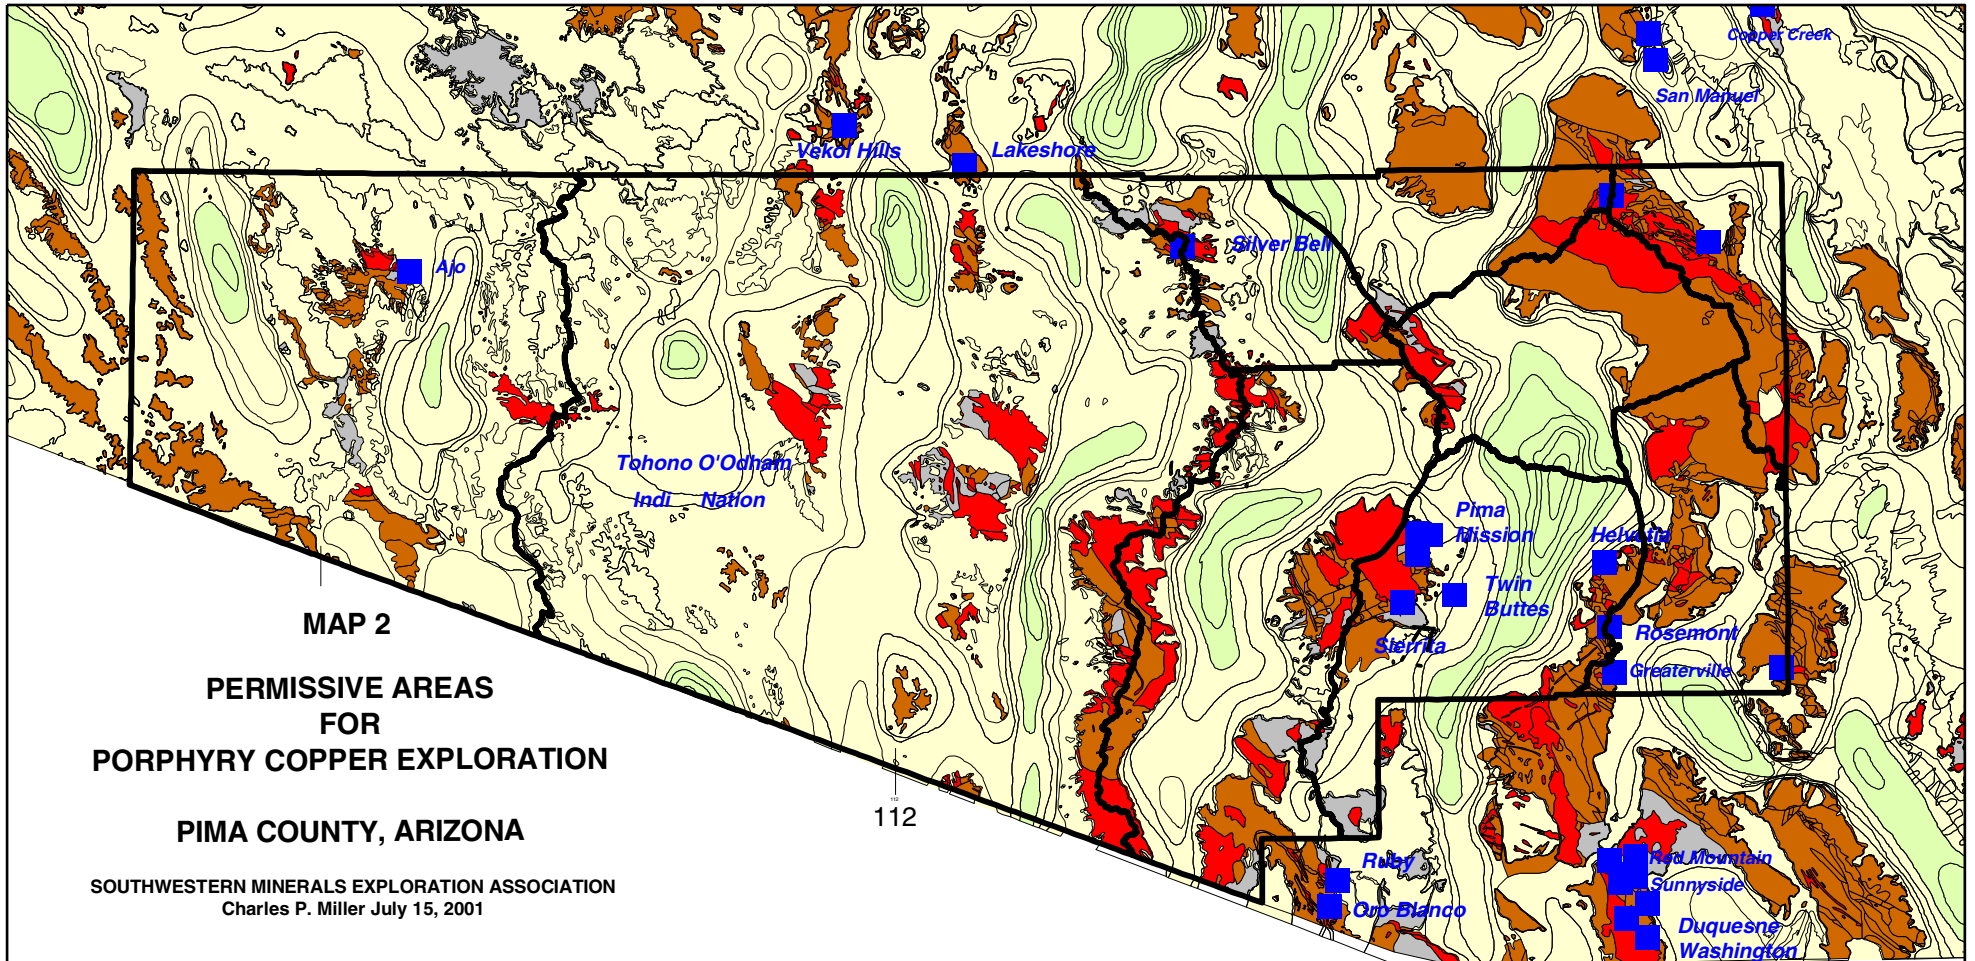 Copper Creek
San Manuel
Vekol Hills
Lakeshore
Silver Bell
Ajo
Tohono O'Odham
Indi Nation
Pima
Mission
Helvetia
Twin
Buttes
Sierrita
Rosemont
Greaterville
MAP 2
PERMISSIVE AREAS
FOR
PORPHYRY COPPER EXPLORATION
PIMA COUNTY, ARIZONA
SOUTHWESTERN MINERALS EXPLORATION ASSOCIATION
Charles P. Miller July 15, 2001
112
112
Ruby
Oro Blanco
Red Mountain
Sunnyside
Duquesne
Washington